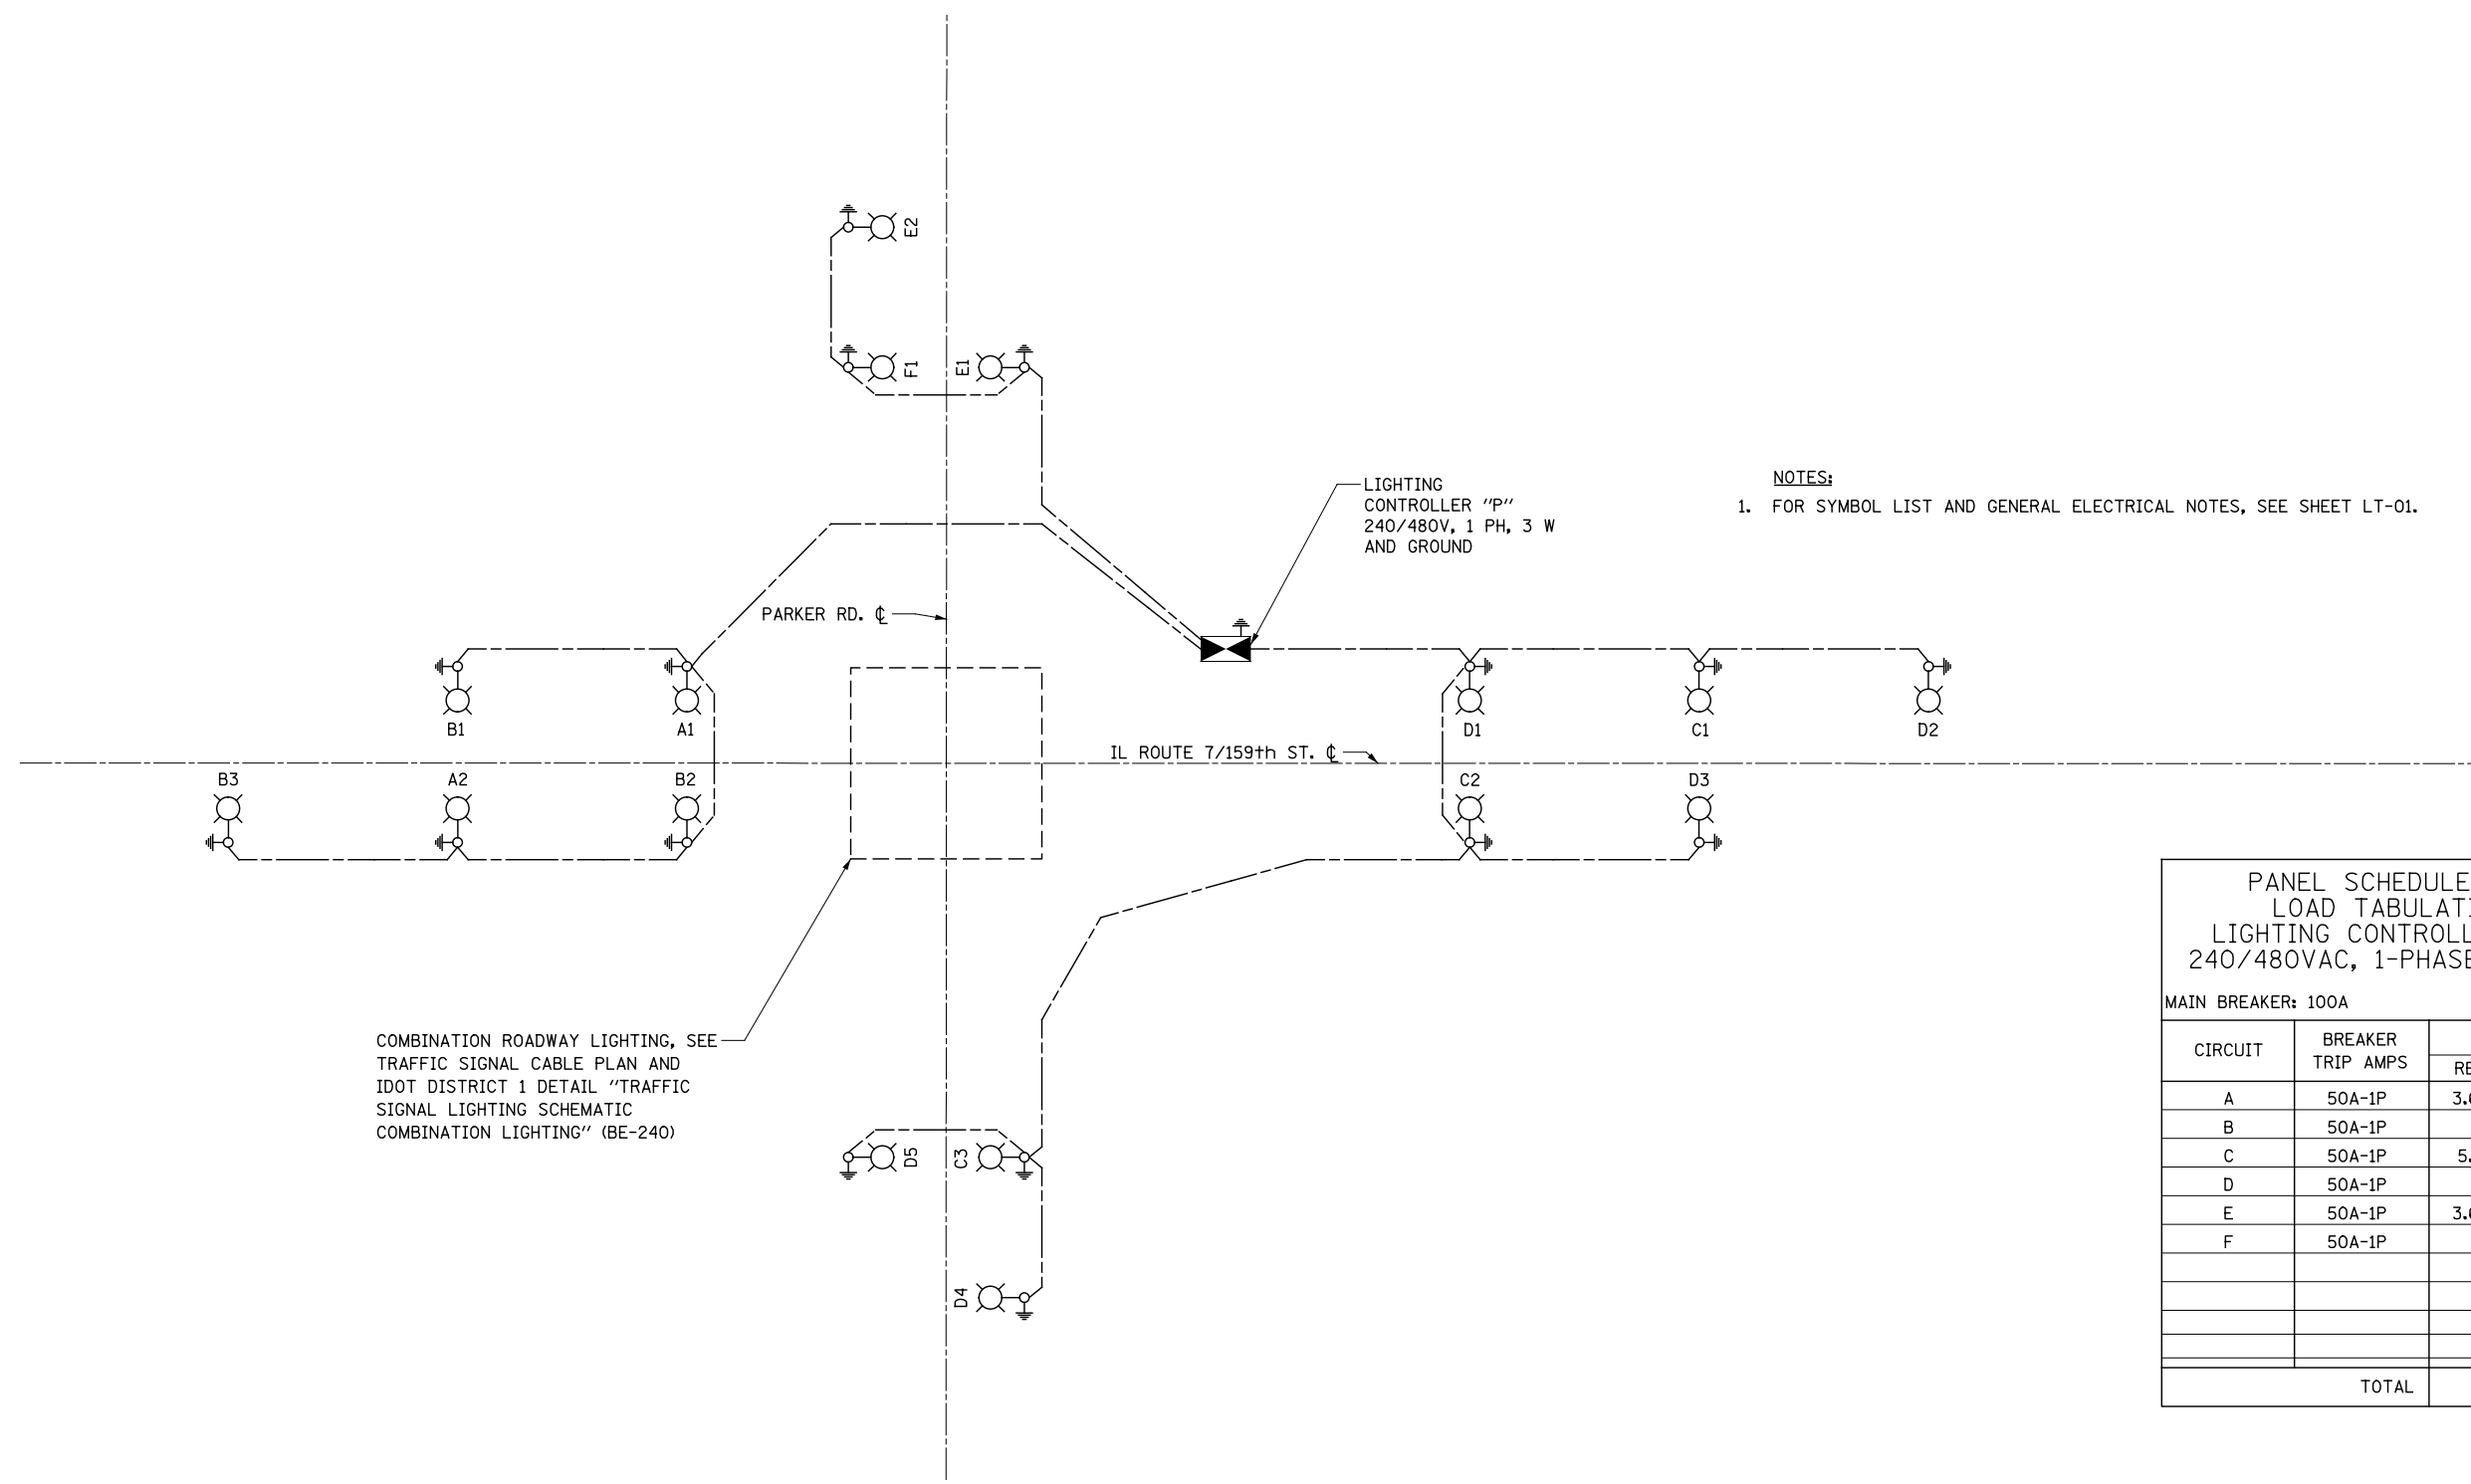 E2
F1
E1
LIGHTING
CONTROLLER "P"
240/480V, 1 PH, 3 W
AND GROUND
NOTES:
1. FOR SYMBOL LIST AND GENERAL ELECTRICAL NOTES, SEE SHEET LT-01.
PARKER RD. ℄
B1
A1
D1
C1
D2
IL ROUTE 7/159th ST. ℄
B3
A2
B2
C2
D3
COMBINATION ROADWAY LIGHTING, SEE
TRAFFIC SIGNAL CABLE PLAN AND
IDOT DISTRICT 1 DETAIL "TRAFFIC
SIGNAL LIGHTING SCHEMATIC
COMBINATION LIGHTING" (BE-240)
D5
C3
D4
PANEL SCHEDULE
LOAD
LIGHTING
240/480VAC,
MAIN BREAKER: 100A
CIRCUIT
BREAKER
TRIP AMPS
A 50A-1P
B 50A-1P
C 50A-1P
D 50A-1P
E 50A-1P
F 50A-1P
TOTAL